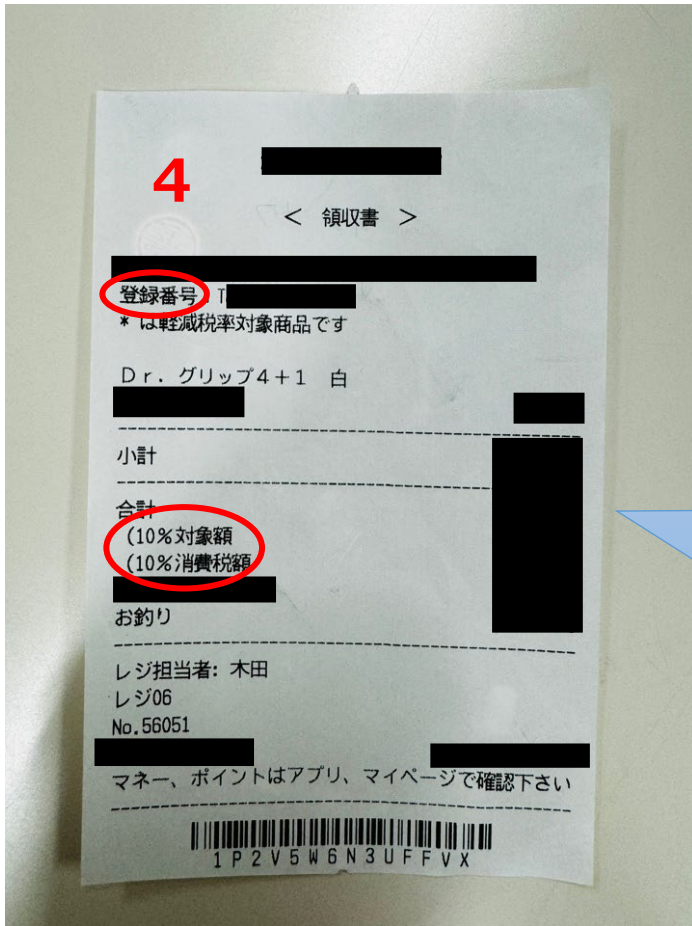 4
< 領収書 >
登録番号:T
* は軽減税率対象商品です
Dr.グリップ4+1 白
小計
合計
(10%対象額
(10%消費税額
お釣り
レジ担当者: 木田
レジ06
No.56051
マネー、ポイントはアプリ、マイページで確認下さい
1P2V5W6N3UFFVX